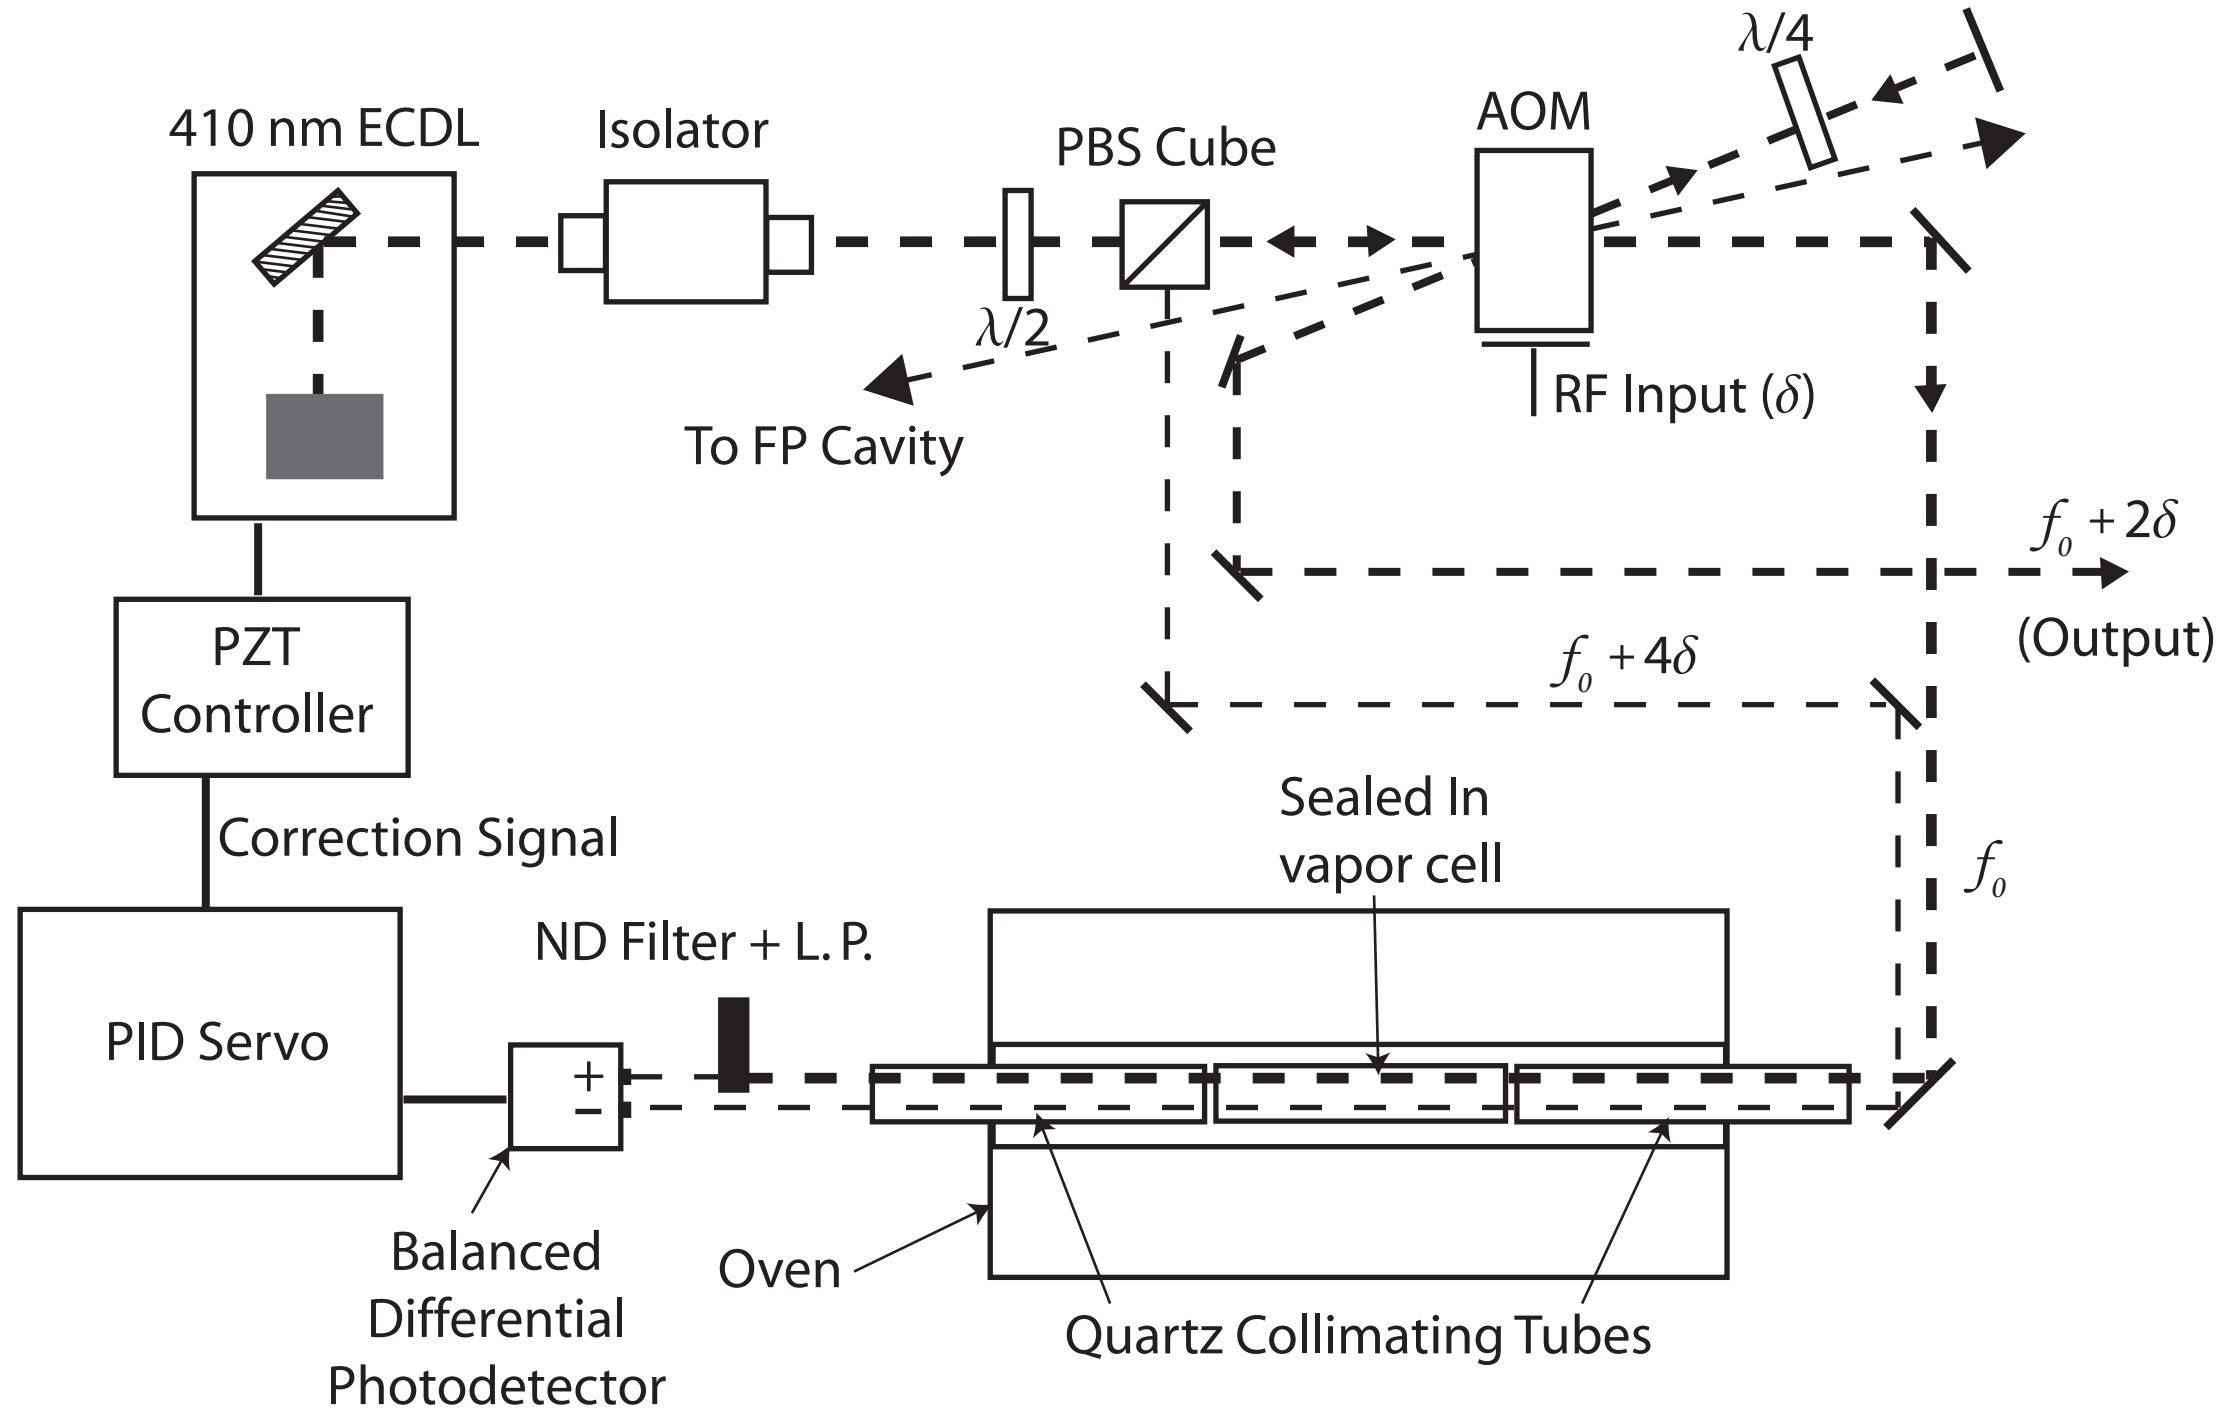 λ/4
410 nm ECDL
Isolator
PBS Cube
AOM
λ/2
To FP Cavity
RF Input (δ)
f₀ + 2δ
(Output)
f₀ + 4δ
PZT
Controller
Correction Signal
Sealed In
vapor cell
f₀
ND Filter + L. P.
PID Servo
+
−
Balanced
Differential
Photodetector
Oven
Quartz Collimating Tubes